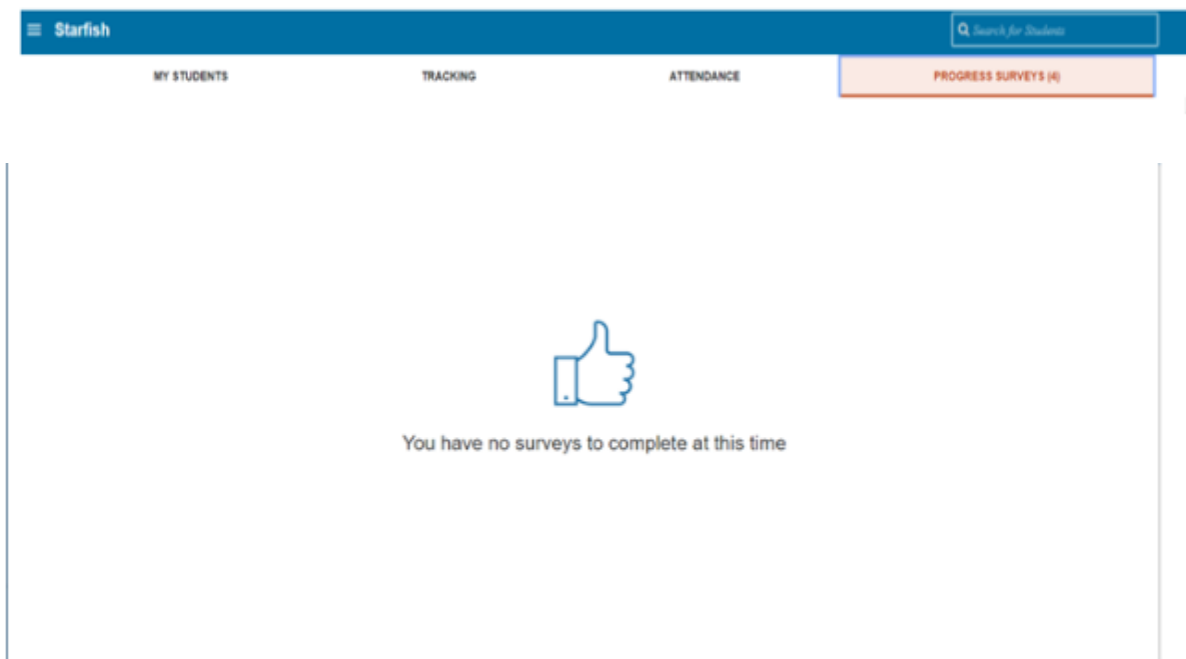 Starfish
Search for Students
MY STUDENTS TRACKING ATTENDANCE PROGRESS SURVEYS (4)
You have no surveys to complete at this time